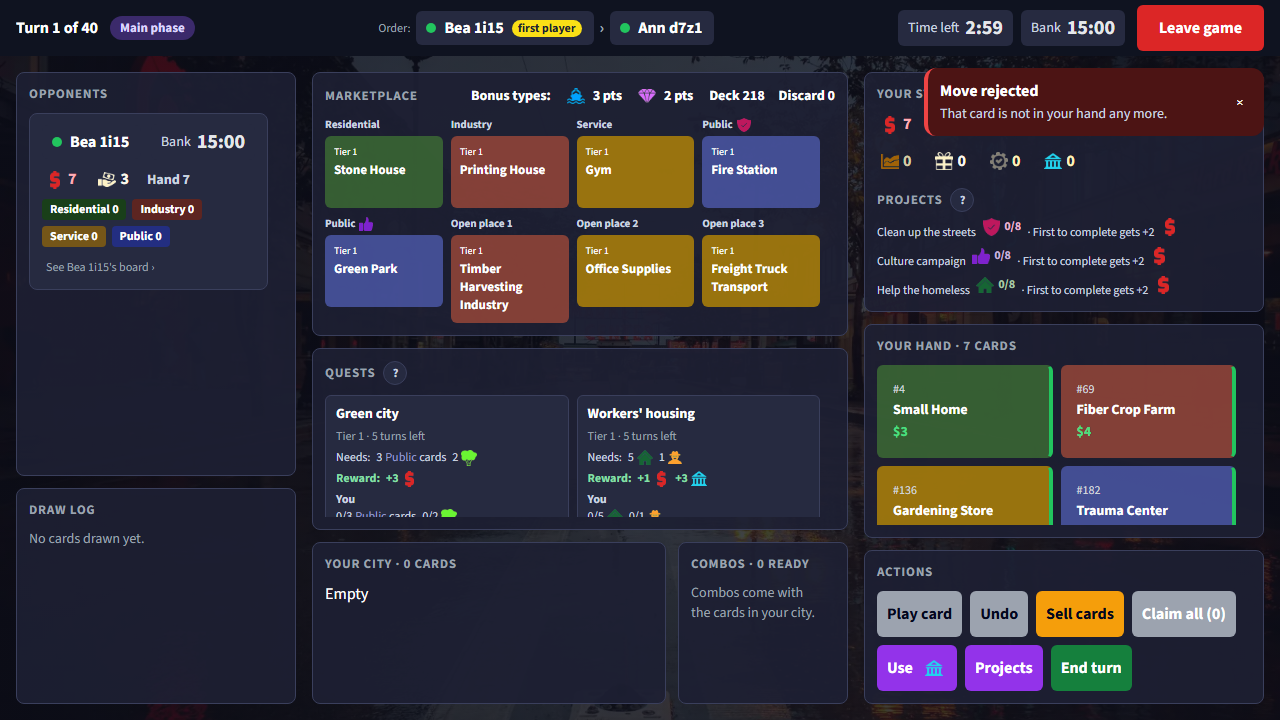 Turn 1 of 40 Main phase
Order: Bea 1i15 first player › Ann d7z1
Time left 2:59 Bank 15:00 Leave game
OPPONENTS
Bea 1i15 Bank 15:00
7 3 Hand 7
Residential 0 Industry 0
Service 0 Public 0
See Bea 1i15's board ›
DRAW LOG
No cards drawn yet.
MARKETPLACE Bonus types: 3 pts 2 pts Deck 218 Discard 0
Residential Industry Service Public
Tier 1 Tier 1 Tier 1 Tier 1
Stone House Printing House Gym Fire Station
Public Open place 1 Open place 2 Open place 3
Tier 1
Green Park
Tier 1
Timber
Harvesting
Industry
Tier 1
Office Supplies
Tier 1
Freight Truck
Transport
QUESTS ?
Green city
Tier 1 · 5 turns left
Needs: 3 Public cards 2
Reward: +3
You
0/3 Public cards 0/2
Workers' housing
Tier 1 · 5 turns left
Needs: 5 1
Reward: +1 +3
You
0/5 0/1
YOUR CITY · 0 CARDS
Empty
COMBOS · 0 READY
Combos come with
the cards in your city.
YOUR S
Move rejected
That card is not in your hand any more.
×
7
0 0 0 0
PROJECTS ?
Clean up the streets 0/8 · First to complete gets +2
Culture campaign 0/8 · First to complete gets +2
Help the homeless 0/8 · First to complete gets +2
YOUR HAND · 7 CARDS
#4
Small Home
$3
#69
Fiber Crop Farm
$4
#136
Gardening Store
#182
Trauma Center
ACTIONS
Play card Undo Sell cards Claim all (0)
Use Projects End turn